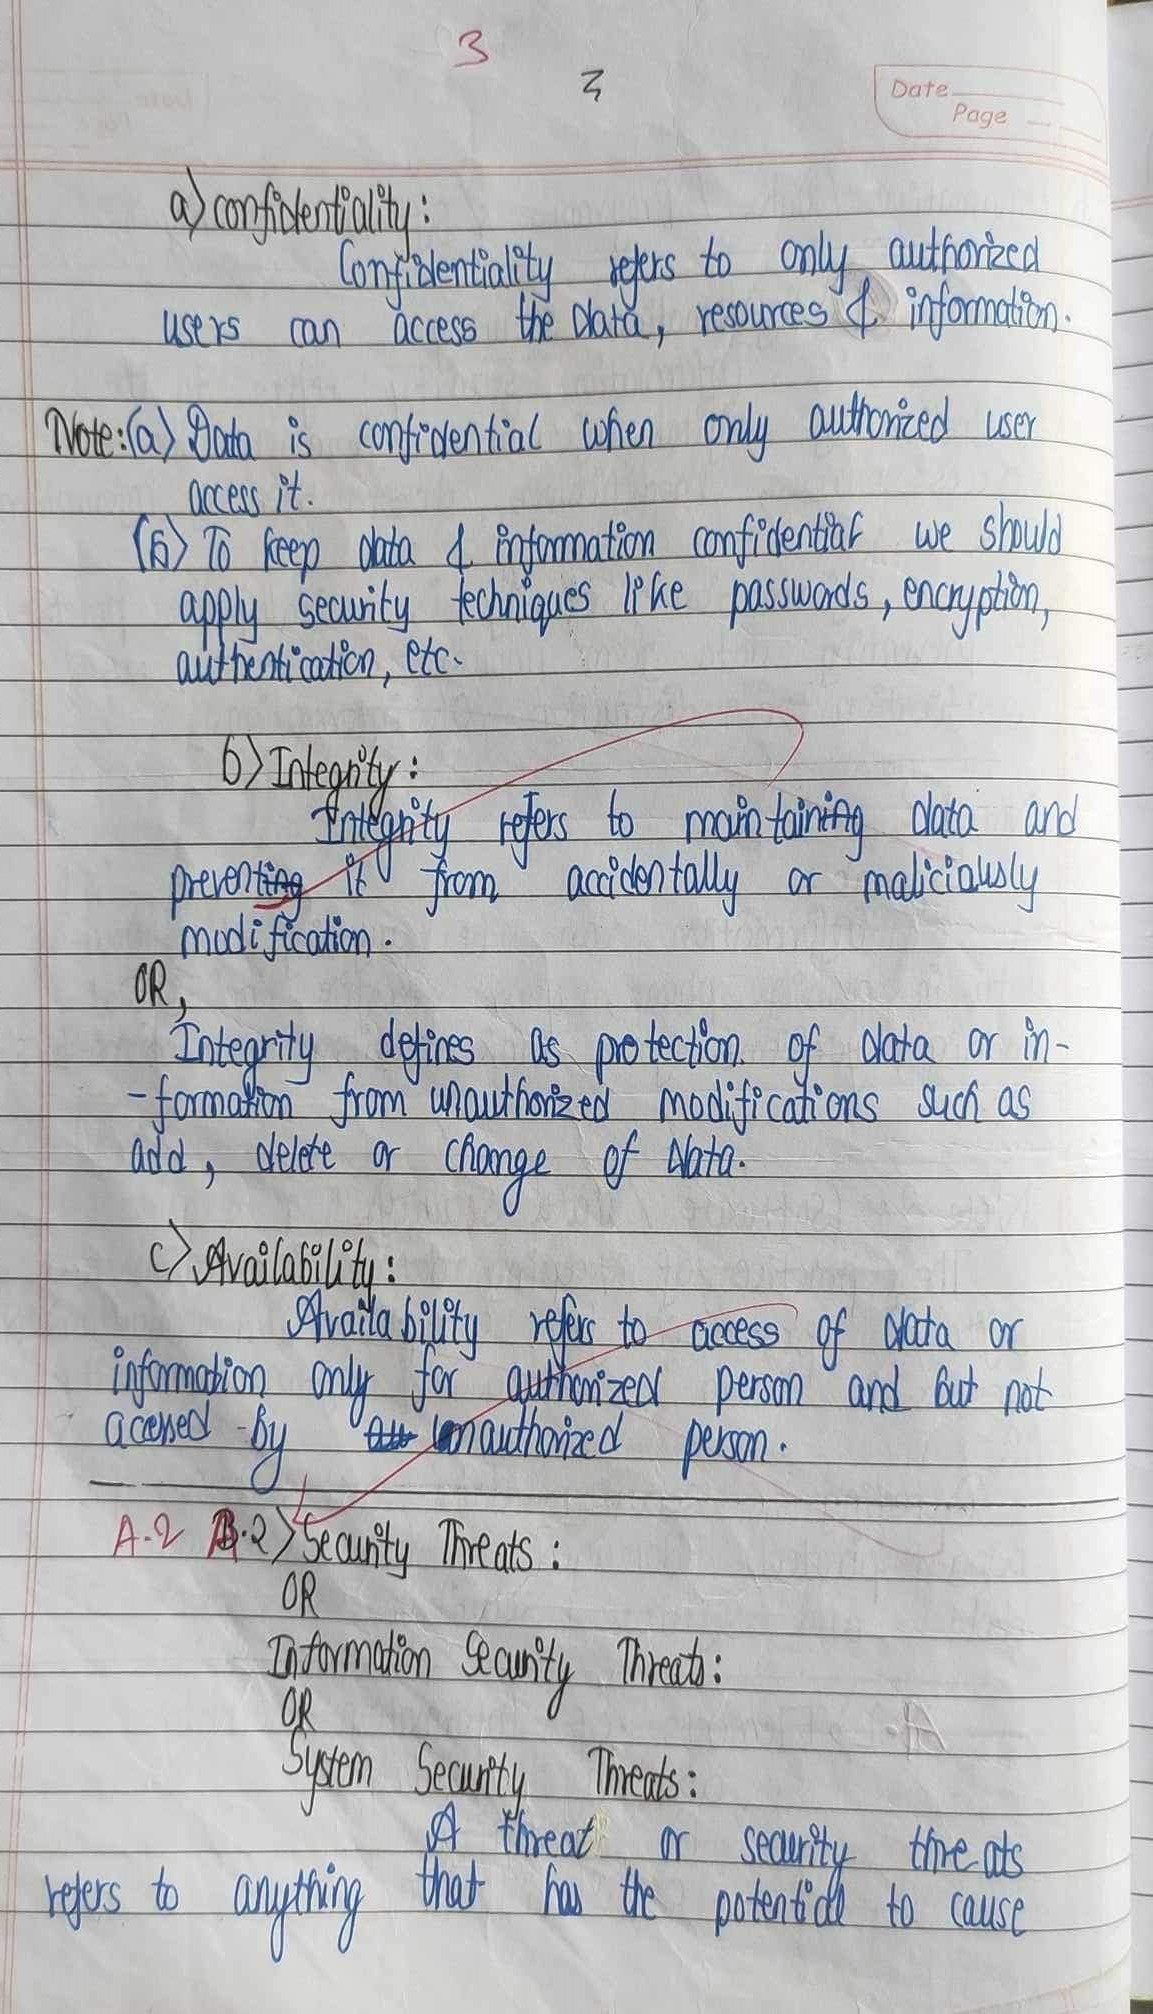 3
3
Date
Page
a) confidentiality:
Confidentiality refers to only authorized
users can access the data, resources & information.
Note: (a) Data is confidential when only authorized user
access it.
(b) To keep data & information confidential we should
apply security techniques like passwords, encryption,
authentication, etc.
b) Integrity:
Integrity refers to maintaining data and
preventing it from accidentally or maliciously
modification.
OR,
Integrity defines as protection of data or in-
-formation from unauthorized modifications such as
add, delete or change of data.
c) Availability:
Availability refers to access of data or
information only for authorized person and but not
accessed by unauthorized person.
A.2 A.2) Security Threats:
OR
Information Security Threats:
OR
System Security Threats:
A threat or security threats
refers to anything that has the potential to cause